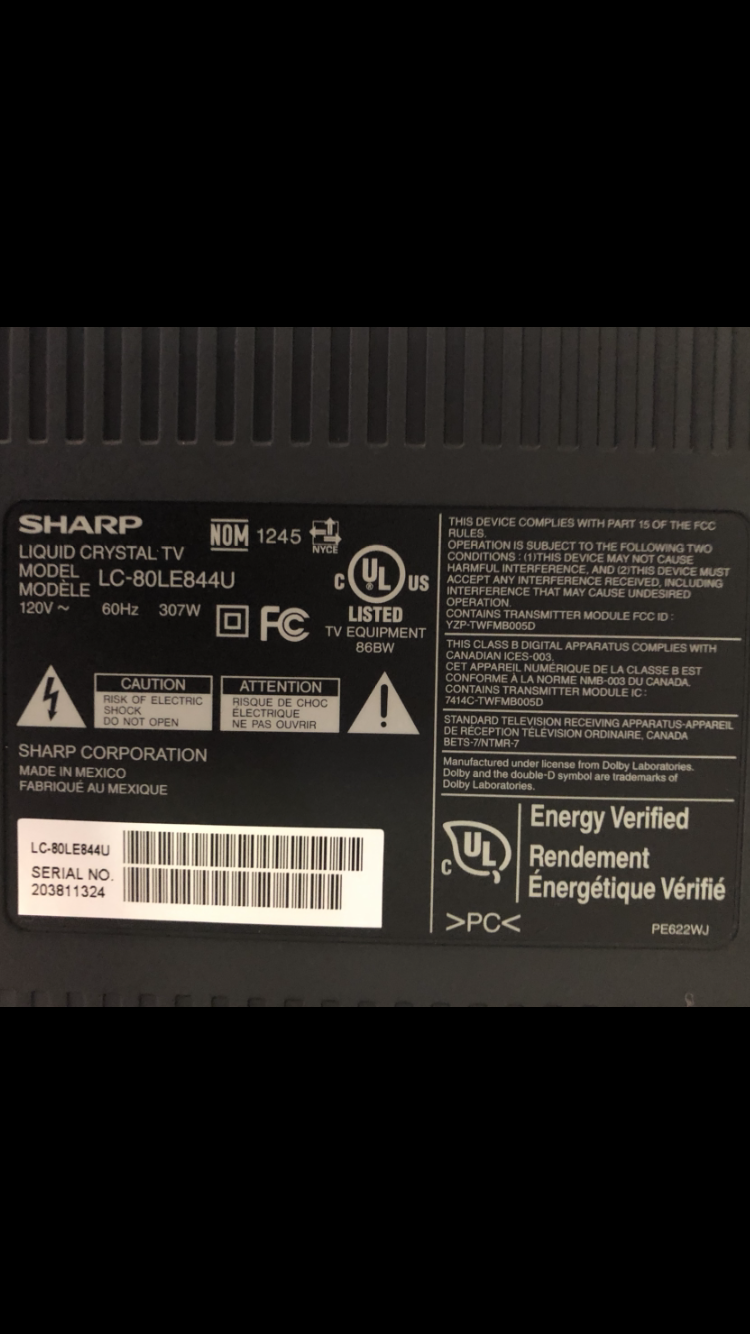 SHARP
LIQUID CRYSTAL TV
MODEL
MODÈLE
LC-80LE844U
120V ~ 60Hz 307W
NOM 1245 NYCE
FC
C UL ® US
LISTED
TV EQUIPMENT
86BW
CAUTION
RISK OF ELECTRIC
SHOCK
DO NOT OPEN
ATTENTION
RISQUE DE CHOC
ÉLECTRIQUE
NE PAS OUVRIR
SHARP CORPORATION
MADE IN MEXICO
FABRIQUÉ AU MEXIQUE
LC-80LE844U
SERIAL NO.
203811324
THIS DEVICE COMPLIES WITH PART 15 OF THE FCC
RULES.
OPERATION IS SUBJECT TO THE FOLLOWING TWO
CONDITIONS : (1)THIS DEVICE MAY NOT CAUSE
HARMFUL INTERFERENCE, AND (2)THIS DEVICE MUST
ACCEPT ANY INTERFERENCE RECEIVED, INCLUDING
INTERFERENCE THAT MAY CAUSE UNDESIRED
OPERATION.
CONTAINS TRANSMITTER MODULE FCC ID :
YZP-TWFMB005D
THIS CLASS B DIGITAL APPARATUS COMPLIES WITH
CANADIAN ICES-003.
CET APPAREIL NUMÉRIQUE DE LA CLASSE B EST
CONFORME À LA NORME NMB-003 DU CANADA.
CONTAINS TRANSMITTER MODULE IC :
7414C-TWFMB005D
STANDARD TELEVISION RECEIVING APPARATUS-APPAREIL
DE RÉCEPTION TÉLÉVISION ORDINAIRE, CANADA
BETS-7/NTMR-7
Manufactured under license from Dolby Laboratories.
Dolby and the double-D symbol are trademarks of
Dolby Laboratories.
C UL
Energy Verified
Rendement
Énergétique Vérifié
>PC<
PE622WJ